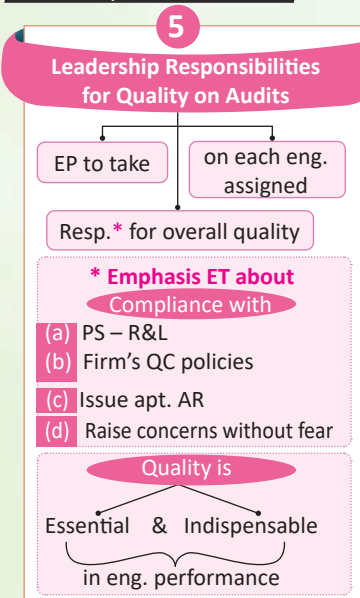 5
Leadership Responsibilities
for Quality on Audits
EP to take
on each eng.
assigned
Resp.* for overall quality
* Emphasis ET about
Compliance with
(a) PS – R&L
(b) Firm's QC policies
(c) Issue apt. AR
(d) Raise concerns without fear
Quality is
Essential & Indispensable
in eng. performance